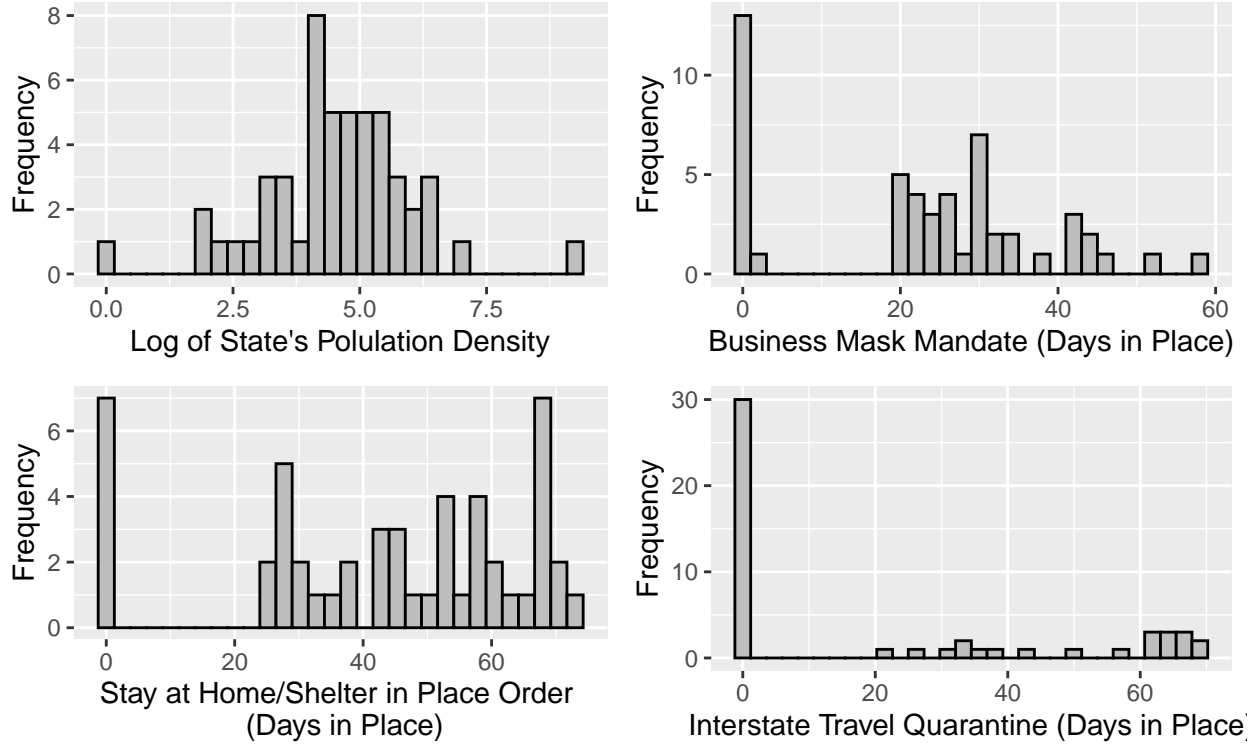 8
6
4
2
0
Frequency
0.0 2.5 5.0 7.5
Log of State's Polulation Density
10
5
0
Frequency
0 20 40 60
Business Mask Mandate (Days in Place)
6
4
2
0
Frequency
0 20 40 60
Stay at Home/Shelter in Place Order
(Days in Place)
30
20
10
0
Frequency
0 20 40 60
Interstate Travel Quarantine (Days in Place)